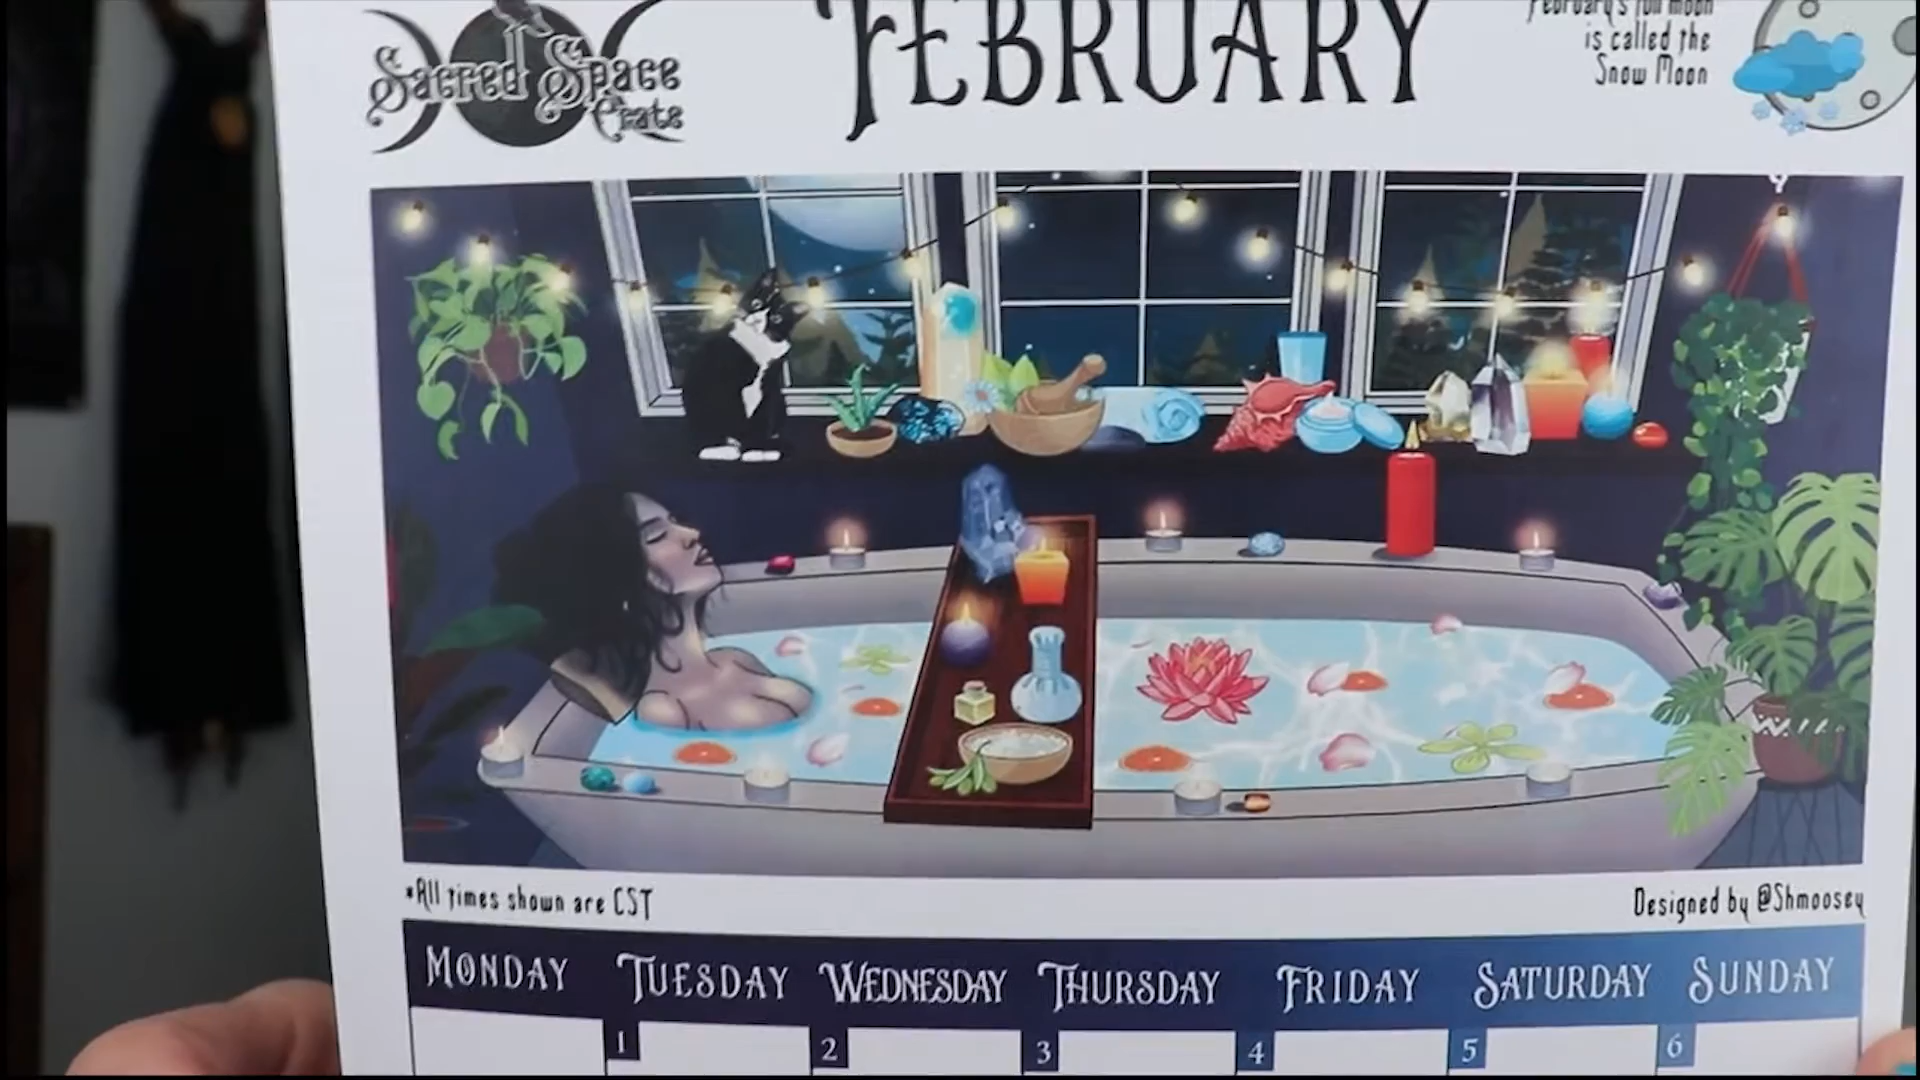 Sacred Space
Crate
FEBRUARY
February's full moon
is called the
Snow Moon
*All times shown are CST
Designed by @Shmoosey
MONDAY TUESDAY WEDNESDAY THURSDAY FRIDAY SATURDAY SUNDAY
1 2 3 4 5 6